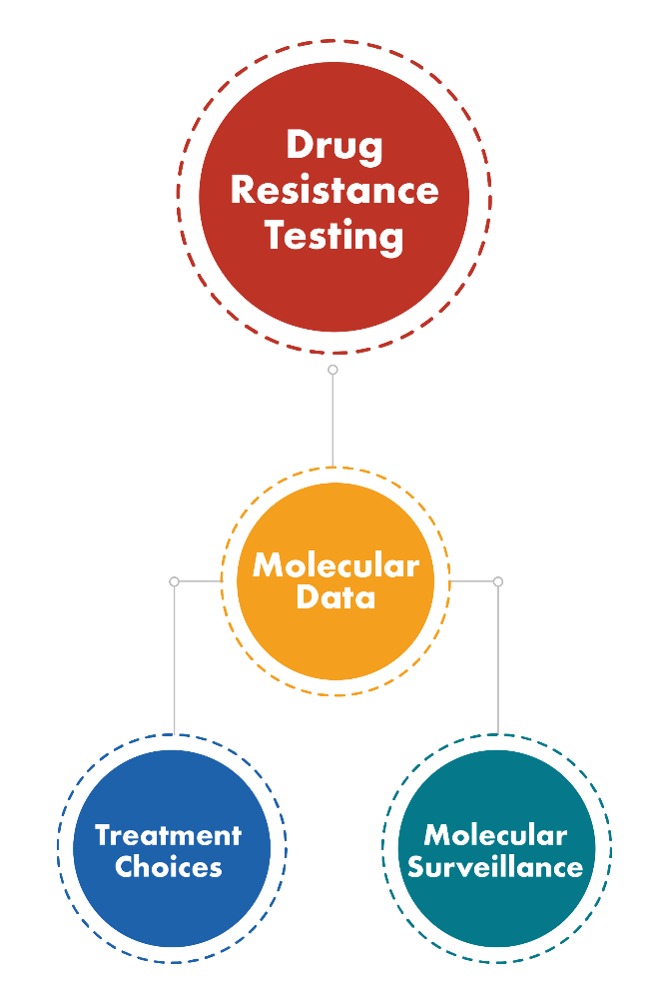 Drug
Resistance
Testing
Molecular
Data
Treatment
Choices
Molecular
Surveillance